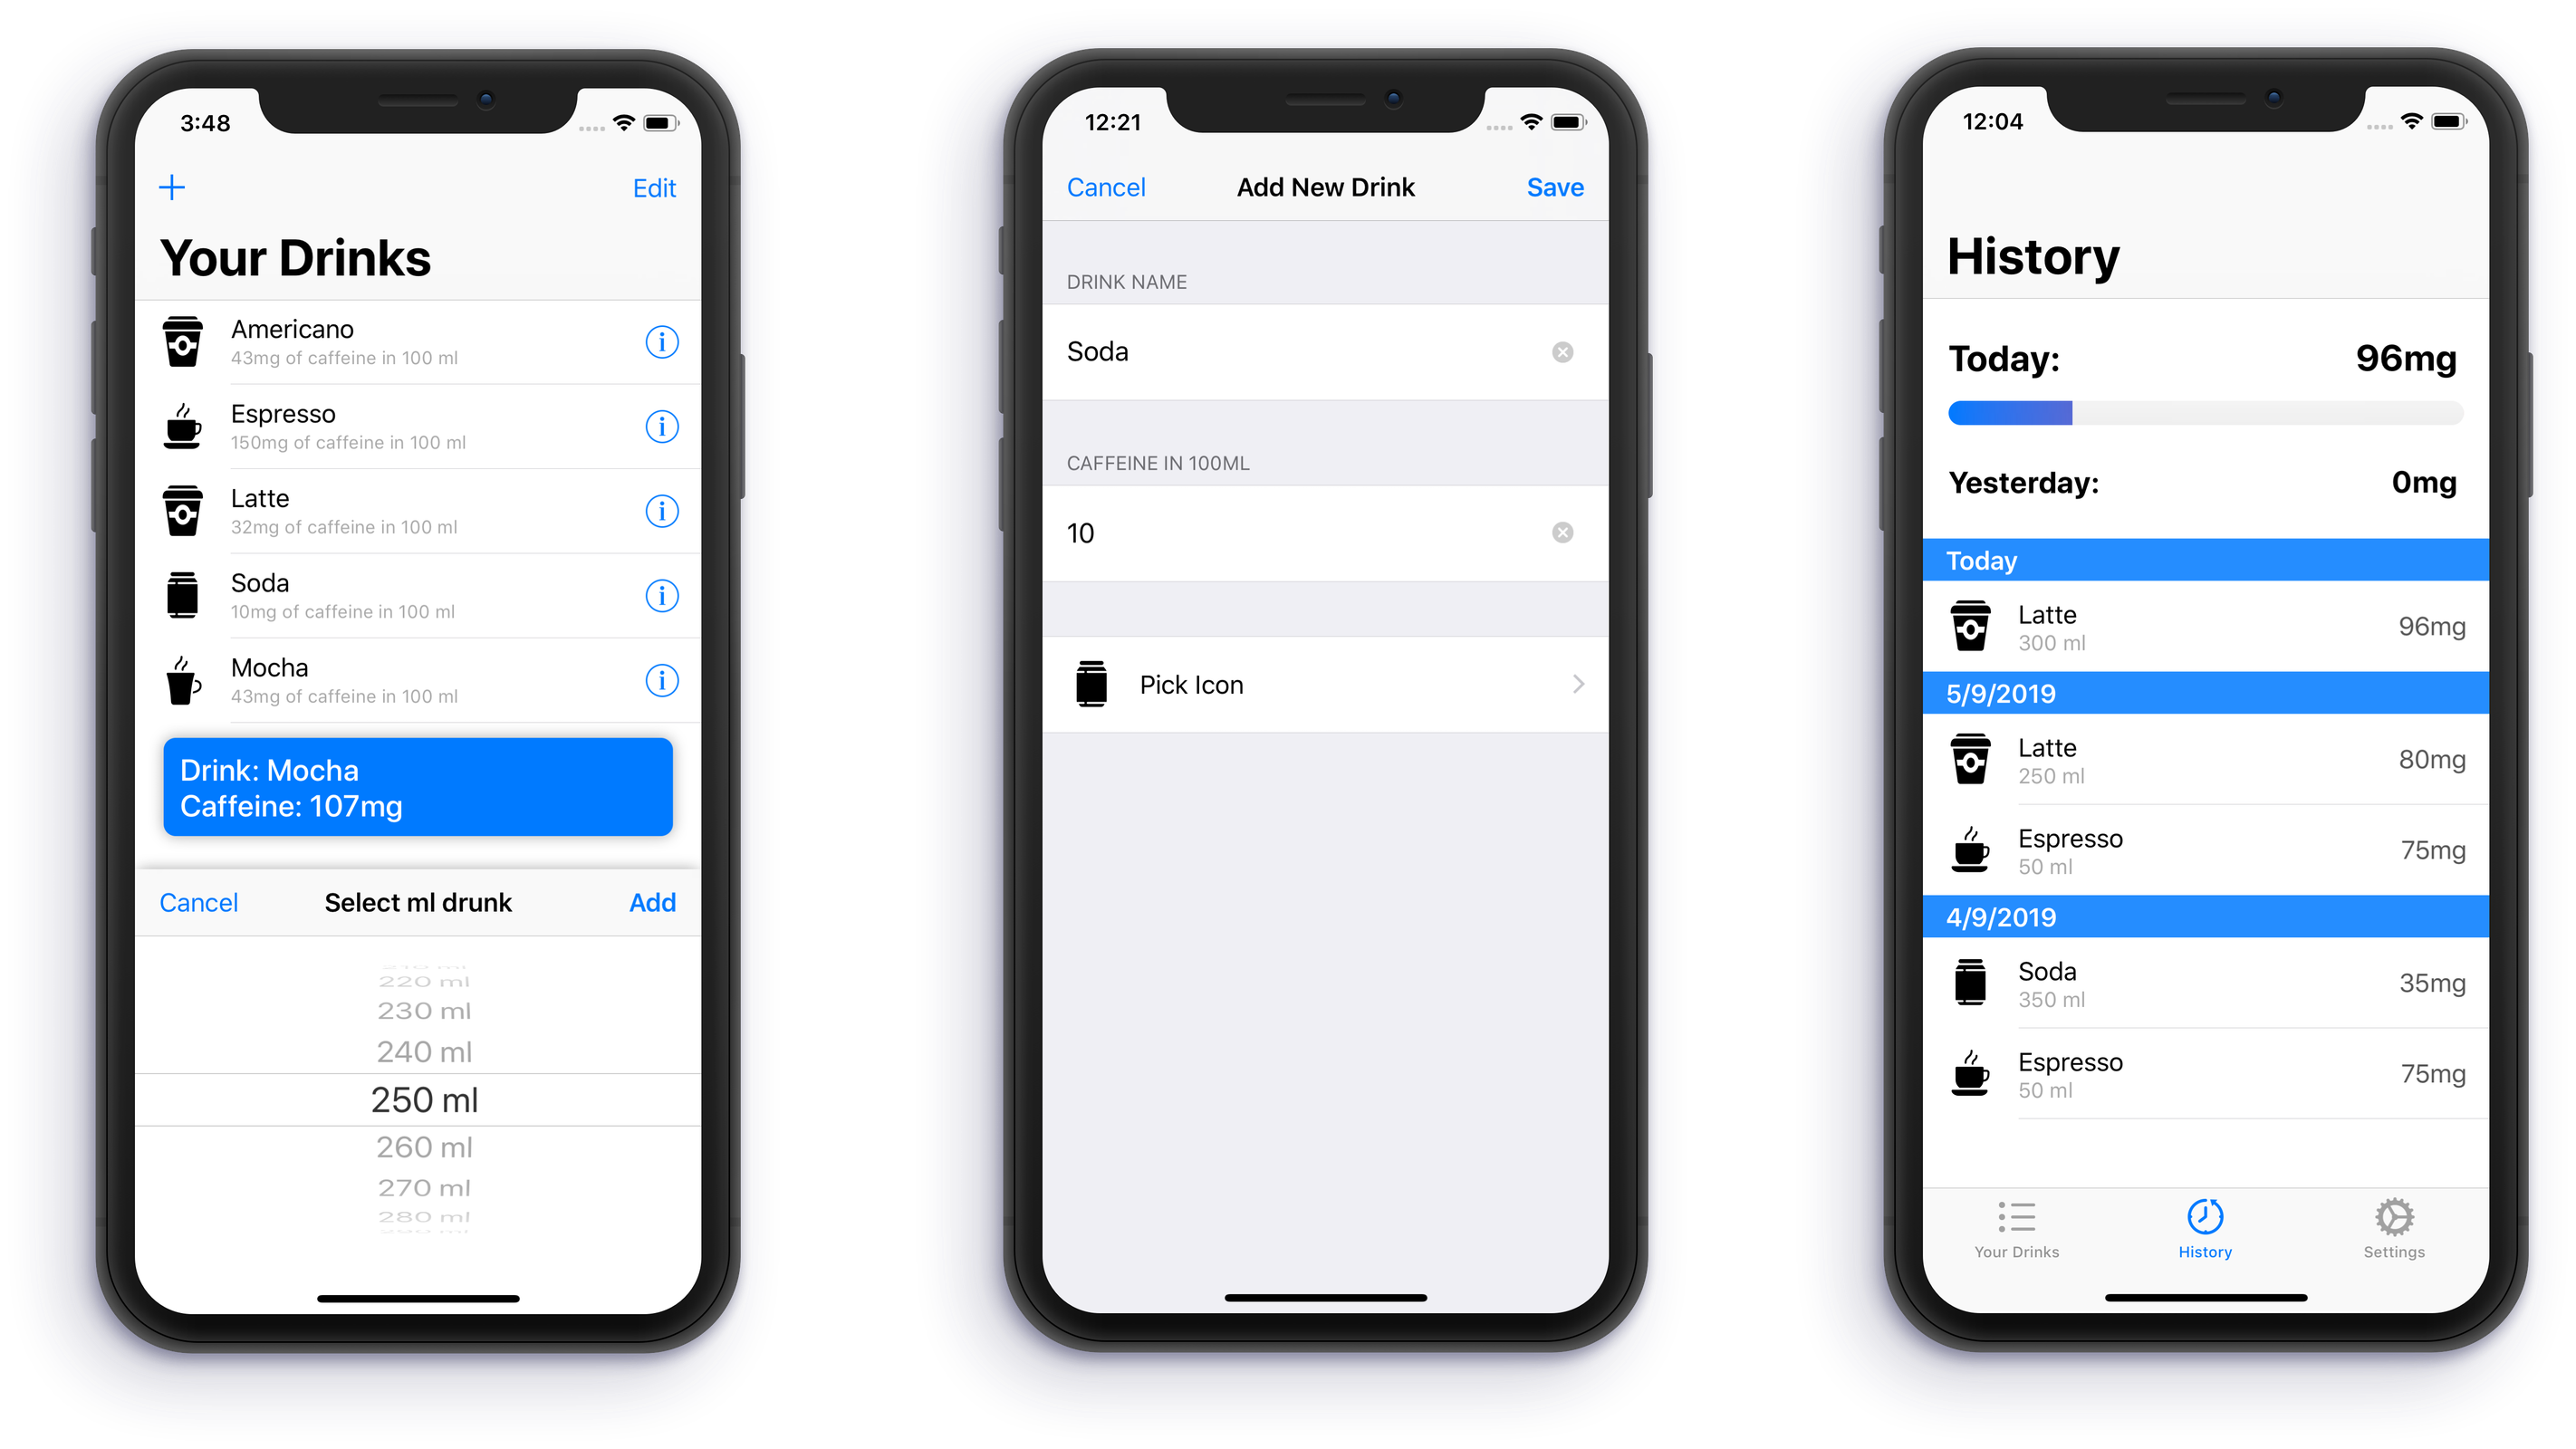 3:48
Edit
Your Drinks
Americano
43mg of caffeine in 100 ml
Espresso
150mg of caffeine in 100 ml
Latte
32mg of caffeine in 100 ml
Soda
10mg of caffeine in 100 ml
Mocha
43mg of caffeine in 100 ml
Drink: Mocha
Caffeine: 107mg
Cancel Select ml drunk Add
220 ml
230 ml
240 ml
250 ml
260 ml
270 ml
280 ml
12:21
Cancel Add New Drink Save
DRINK NAME
Soda
CAFFEINE IN 100ML
10
Pick Icon
12:04
History
Today: 96mg
Yesterday: 0mg
Today
Latte 96mg
300 ml
5/9/2019
Latte 80mg
250 ml
Espresso 75mg
50 ml
4/9/2019
Soda 35mg
350 ml
Espresso 75mg
50 ml
Your Drinks History Settings